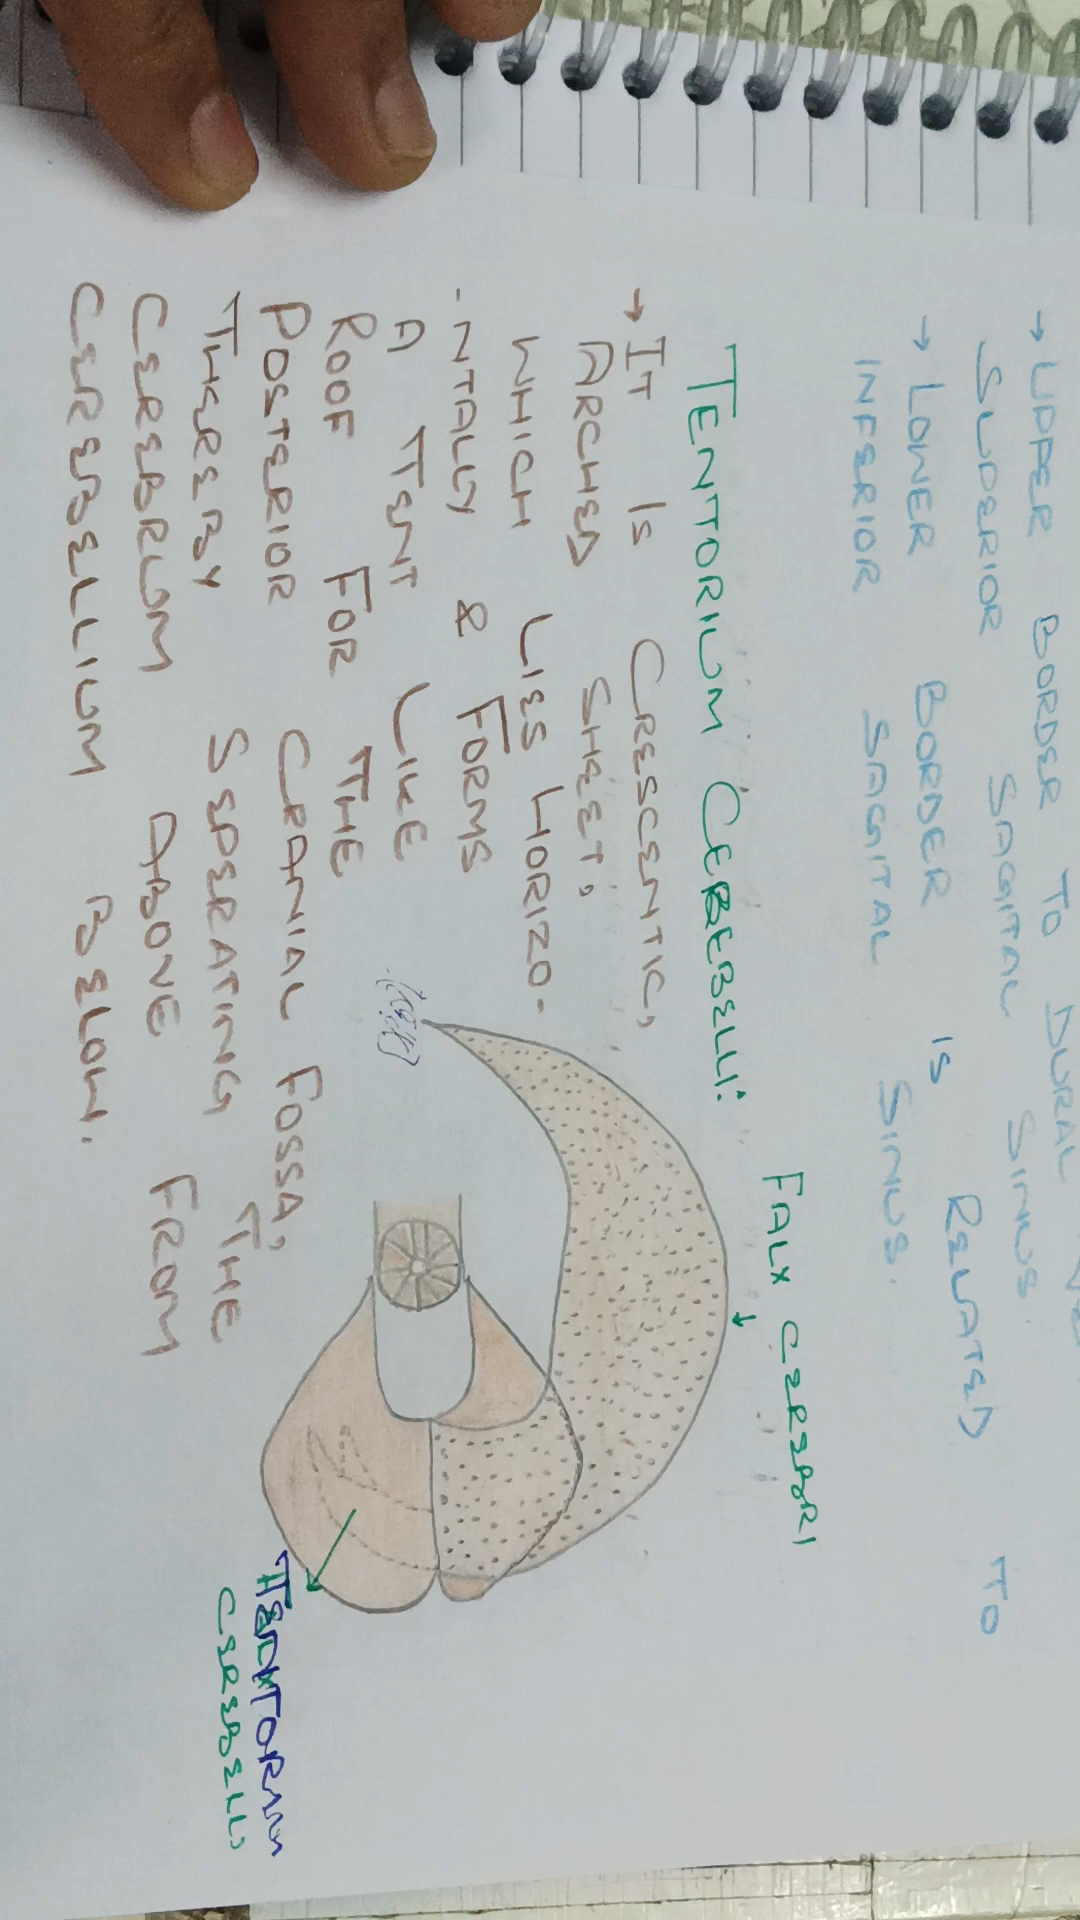 → UPPER BORDER TO DURAL
SUPERIOR SAGITAL SINUS
→ LOWER BORDER IS RELATED TO
INFERIOR SAGITAL SINUS.
TENTORIUM CEREBELLI:
FALX CEREBRI
→ IT IS CRESCENTIC,
ARCHED SHEET,
WHICH LIES HORIZO-
-NTALLY & FORMS
A TENT LIKE
ROOF FOR THE
POSTERIOR CRANIAL FOSSA,
THEREBY SEPERATING THE
CEREBRUM ABOVE FROM
CEREBELLIUM BELOW.
TENTORIUM
CEREBELLI